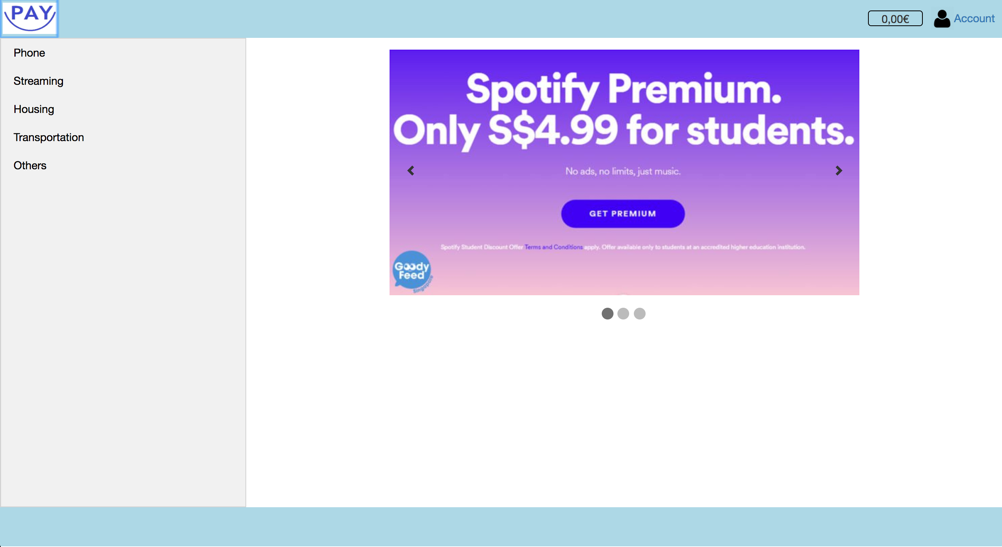 PAY
0,00€
Account
Phone
Streaming
Housing
Transportation
Others
Spotify Premium.
Only S$4.99 for students.
No ads, no limits, just music.
GET PREMIUM
Spotify Student Discount Offer Terms and Conditions apply. Offer available only to students at an accredited higher education institution.
Goody
Feed
Singapore